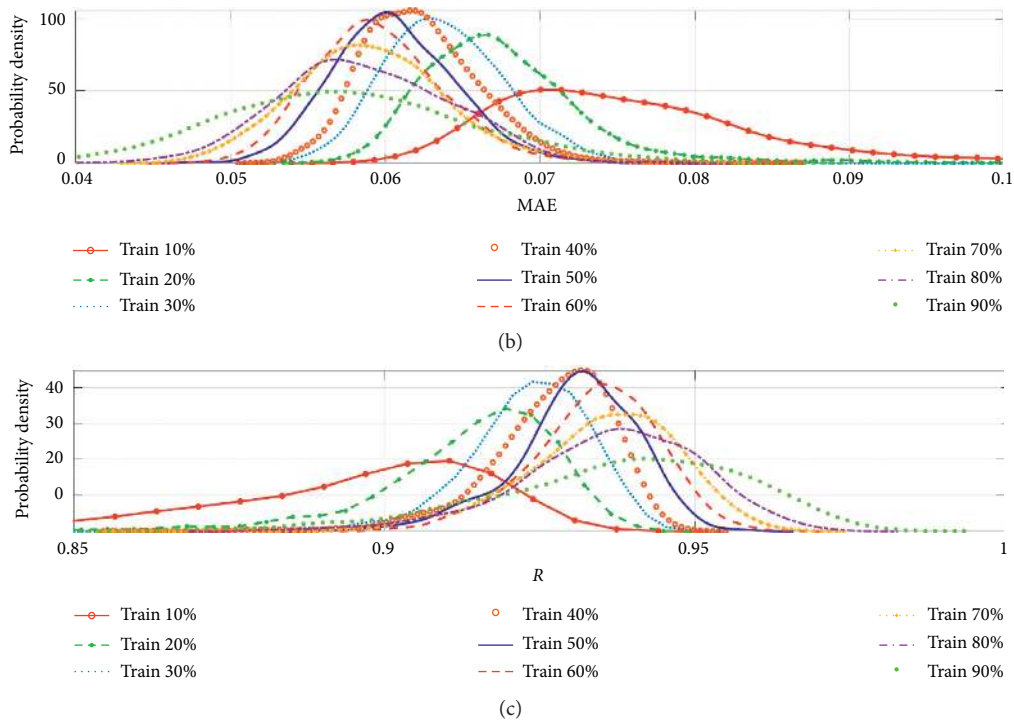 Probability density
100
50
0
0.04 0.05 0.06 0.07 0.08 0.09 0.1
MAE
Train 10% Train 40% Train 70%
Train 20% Train 50% Train 80%
Train 30% Train 60% Train 90%
(b)
Probability density
40
30
20
0
0.85 0.9 0.95 1
R
Train 10% Train 40% Train 70%
Train 20% Train 50% Train 80%
Train 30% Train 60% Train 90%
(c)